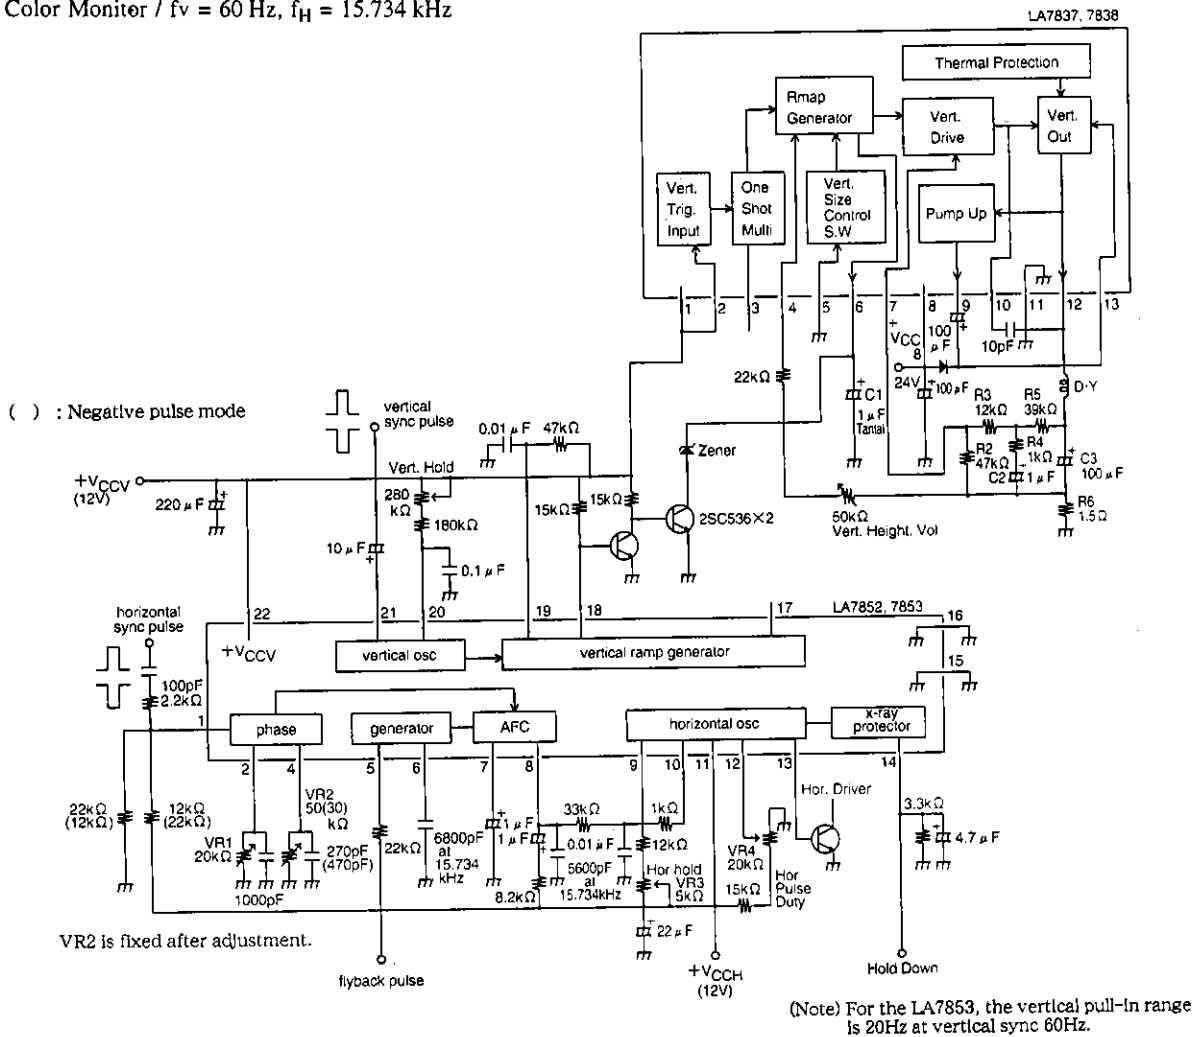 Color Monitor / fv = 60 Hz, fH = 15.734 kHz
LA7837, 7838
Thermal Protection
Rmap
Generator
Vert.
Drive
Vert.
Out
Vert.
Trig.
Input
One
Shot
Multi
Vert.
Size
Control
S.W
Pump Up
1
2
3
4
5
6
7
8
9
10
11
12
13
+
VCC
8
24V
100
μF
+
10pF
+
100μF
D·Y
22kΩ
+
C1
1μF
Tantal
R3
12kΩ
R5
39kΩ
R2
47kΩ
R4
1kΩ
C2
+
1μF
+
C3
100μF
R6
1.5Ω
( ) : Negative pulse mode
vertical
sync pulse
0.01μF
47kΩ
Zener
Vert. Hold
+VCCV
(12V)
220μF
+
280
kΩ
180kΩ
15kΩ
15kΩ
2SC536×2
50kΩ
Vert. Height. Vol
10μF
+
0.1μF
horizontal
sync pulse
22
21
20
19
18
17
LA7852, 7853
16
+VCCV
vertical osc
vertical ramp generator
15
100pF
2.2kΩ
1
phase
generator
AFC
horizontal osc
x-ray
protector
2
4
5
6
7
8
9
10
11
12
13
14
22kΩ
(12kΩ)
12kΩ
(22kΩ)
VR1
20kΩ
1000pF
VR2
50(30)
kΩ
270pF
(470pF)
22kΩ
6800pF
at
15.734
kHz
+
1μF
1μF
+
8.2kΩ
33kΩ
0.01μF
5600pF
at
15.734kHz
1kΩ
12kΩ
Hor hold
VR3
5kΩ
VR4
20kΩ
15kΩ
Hor
Pulse
Duty
Hor. Driver
3.3kΩ
+
4.7μF
+
22μF
VR2 is fixed after adjustment.
flyback pulse
+VCCH
(12V)
Hold Down
(Note) For the LA7853, the vertical pull-in range
is 20Hz at vertical sync 60Hz.